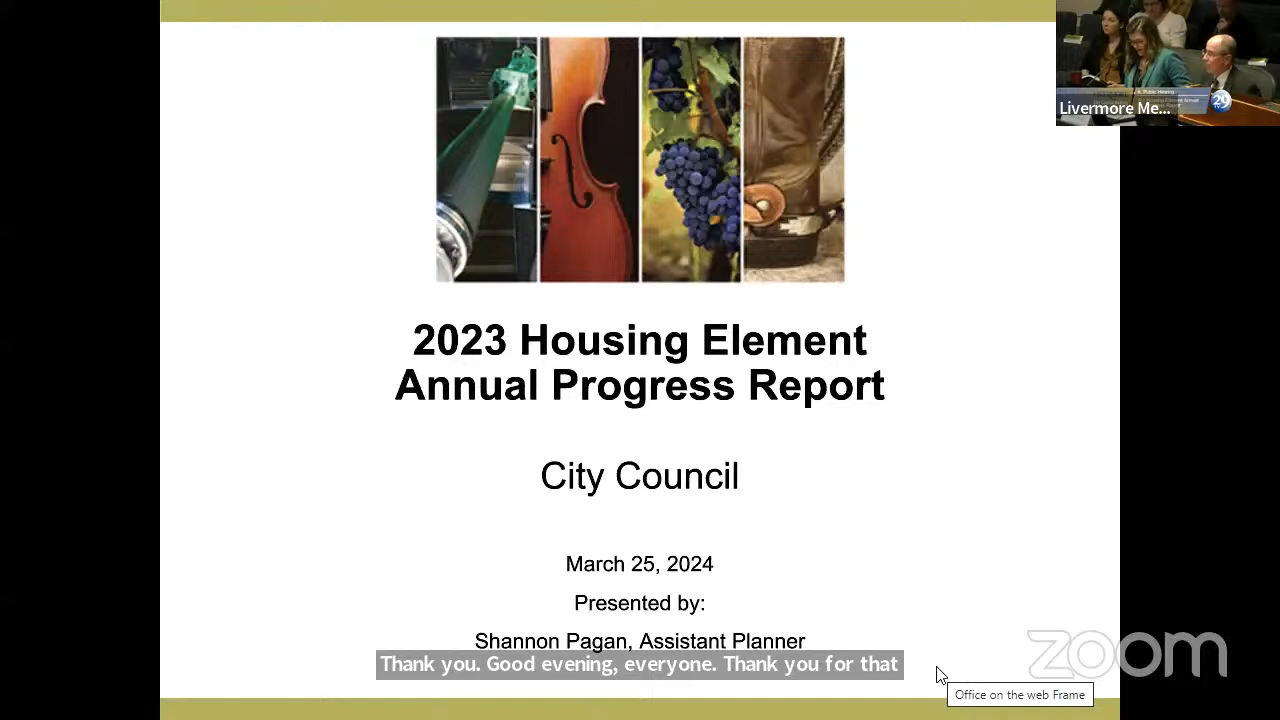 Livermore Me...
29
2023 Housing Element
Annual Progress Report
City Council
March 25, 2024
Presented by:
Shannon Pagan, Assistant Planner
Thank you. Good evening, everyone. Thank you for that
zoom
Office on the web Frame